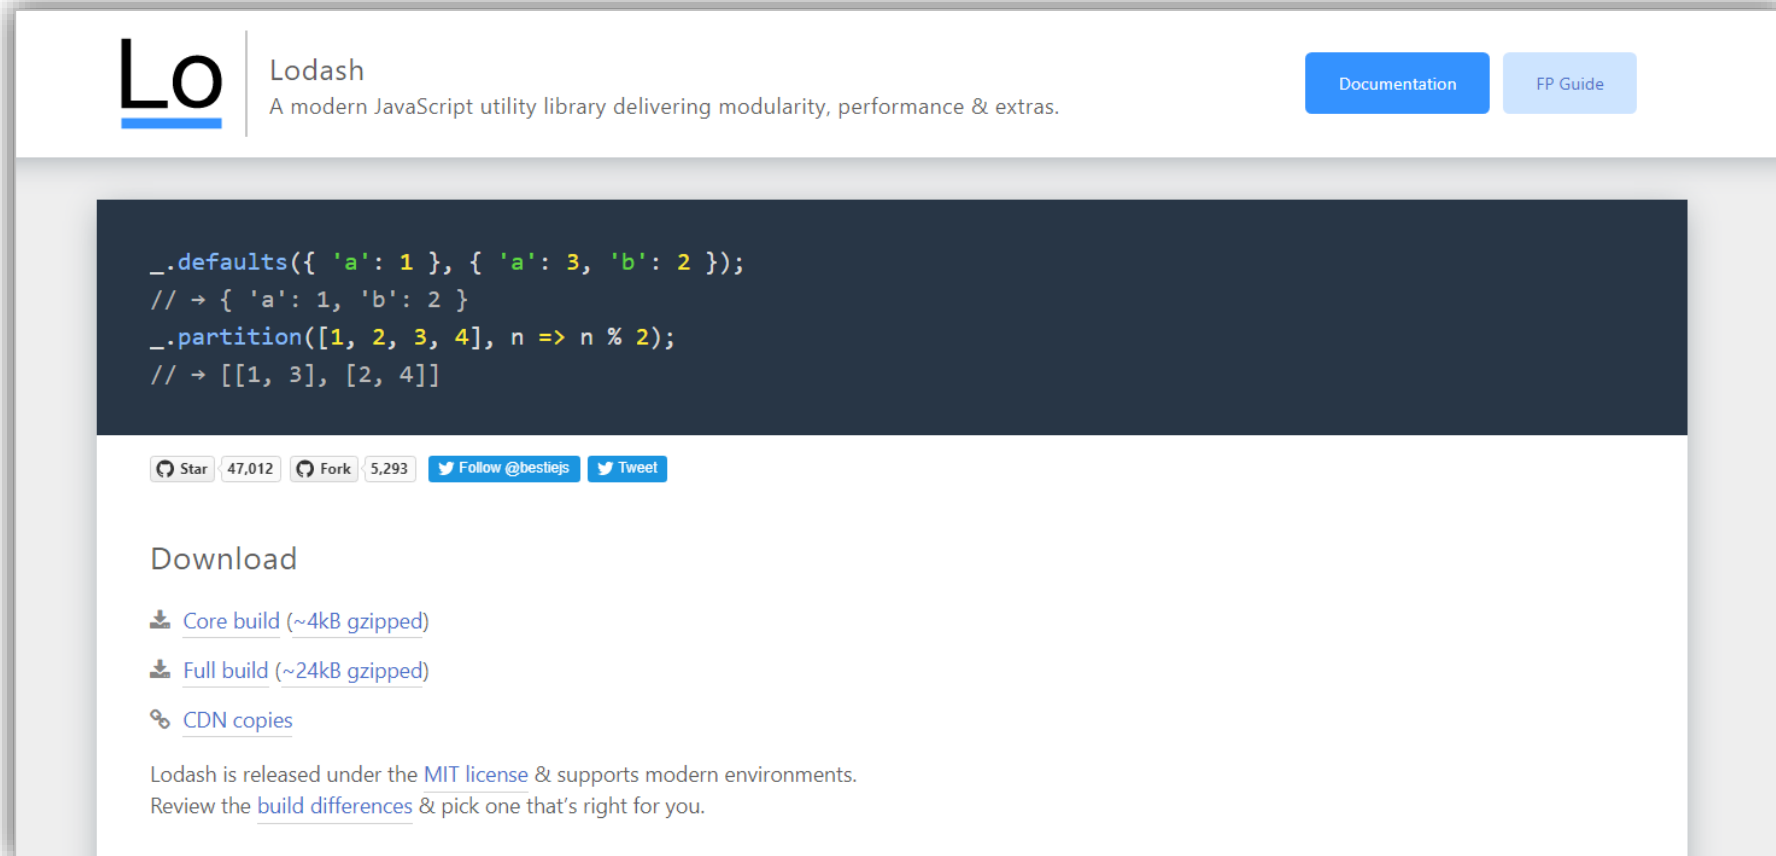 Lo
Lodash
A modern JavaScript utility library delivering modularity, performance & extras.
Documentation
FP Guide
_.defaults({ 'a': 1 }, { 'a': 3, 'b': 2 });
// → { 'a': 1, 'b': 2 }
_.partition([1, 2, 3, 4], n => n % 2);
// → [[1, 3], [2, 4]]
Star 47,012 Fork 5,293 Follow @bestiejs Tweet
Download
Core build (~4kB gzipped)
Full build (~24kB gzipped)
CDN copies
Lodash is released under the MIT license & supports modern environments.
Review the build differences & pick one that’s right for you.